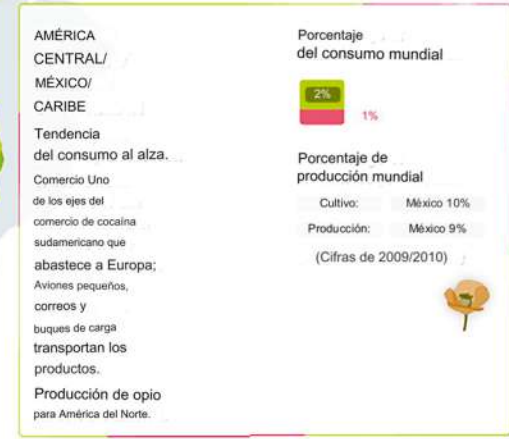 AMÉRICA
CENTRAL/
MÉXICO/
CARIBE
Tendencia
del consumo al alza.
Comercio Uno
de los ejes del
comercio de cocaína
sudamericano que
abastece a Europa;
Aviones pequeños,
correos y
buques de carga
transportan los
productos.
Producción de opio
para América del Norte.
Porcentaje
del consumo mundial
2%
1%
Porcentaje de
producción mundial
Cultivo: México 10%
Producción: México 9%
(Cifras de 2009/2010)